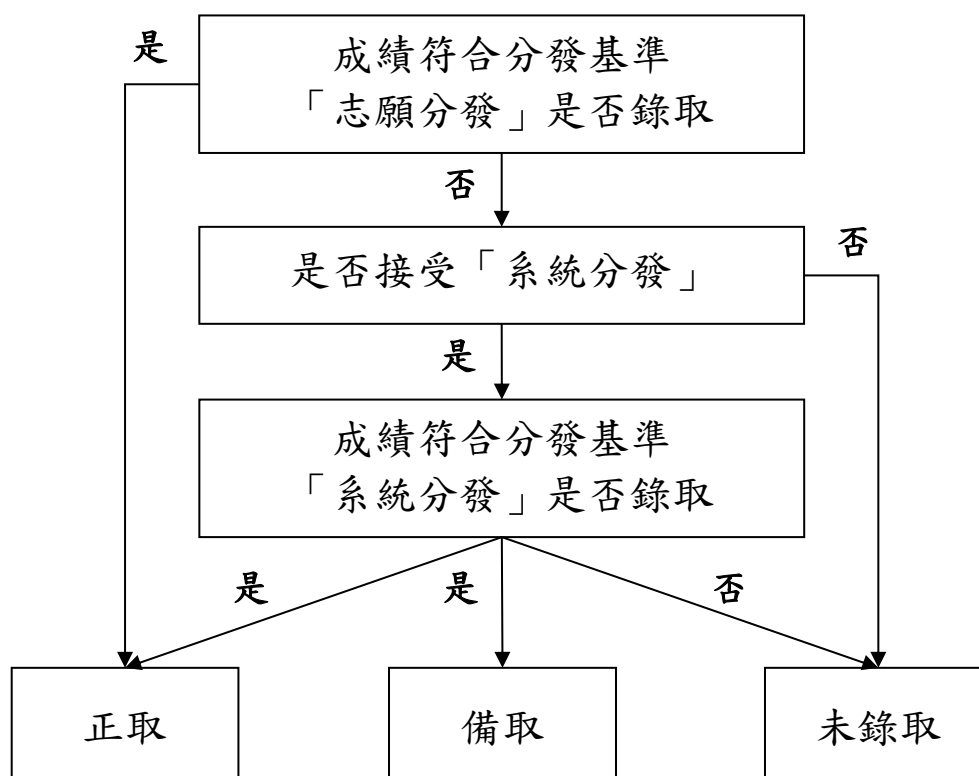 是
成績符合分發基準
「志願分發」是否錄取
否
是否接受「系統分發」
否
是
成績符合分發基準
「系統分發」是否錄取
是
是
否
正取
備取
未錄取